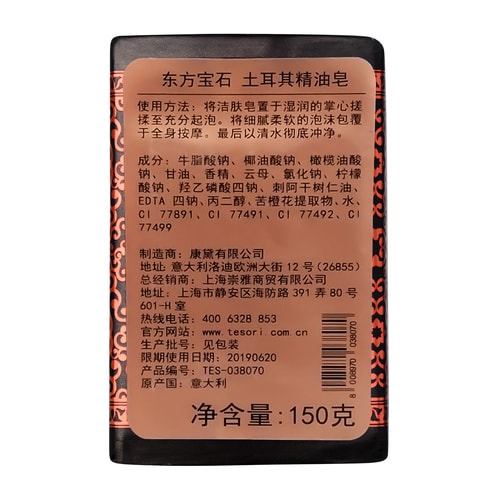 东方宝石 土耳其精油皂
使用方法：将洁肤皂置于湿润的掌心搓
揉至充分起泡。将细腻柔软的泡沫包覆
于全身按摩。最后以清水彻底冲净。
成分：牛脂酸钠、椰油酸钠、橄榄油酸
钠、甘油、香精、云母、氯化钠、柠檬
酸钠、羟乙磷酸四钠、刺阿干树仁油、
EDTA 四钠、丙二醇、苦橙花提取物、水、
CI 77891、CI 77491、CI 77492、CI
77499
制造商：康黛有限公司
地址：意大利洛迪欧洲大街 12 号 (26855)
总经销商：上海崇雅商贸有限公司
地址：上海市静安区海防路 391 弄 80 号
601-H 室
热线电话：400 6328 853
官方网站：www.tesori.com.cn
生产批号：见包装
限期使用日期：20190620
产品编号：TES-038070
原产国：意大利
8 008970 038070
净含量：150克